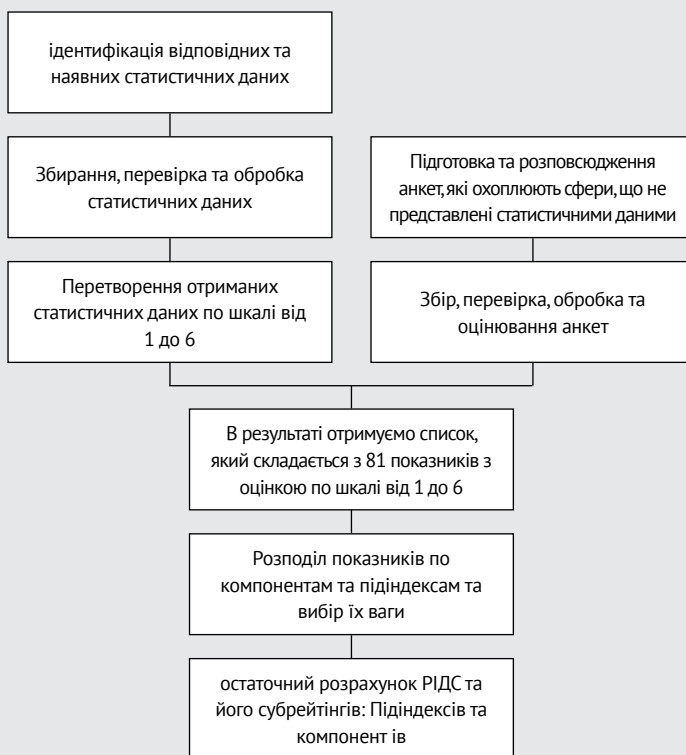 ідентифікація відповідних та
наявних статистичних даних
Збирання, перевірка та обробка
статистичних даних
Підготовка та розповсюдження
анкет, які охоплюють сфери, що не
представлені статистичними даними
Перетворення отриманих
статистичних даних по шкалі від
1 до 6
Збір, перевірка, обробка та
оцінювання анкет
В результаті отримуємо список,
який складається з 81 показників з
оцінкою по шкалі від 1 до 6
Розподіл показників по
компонентам та підіндексам та
вибір їх ваги
остаточний розрахунок РІДС та
його субрейтінгів: Підіндексів та
компонент ів